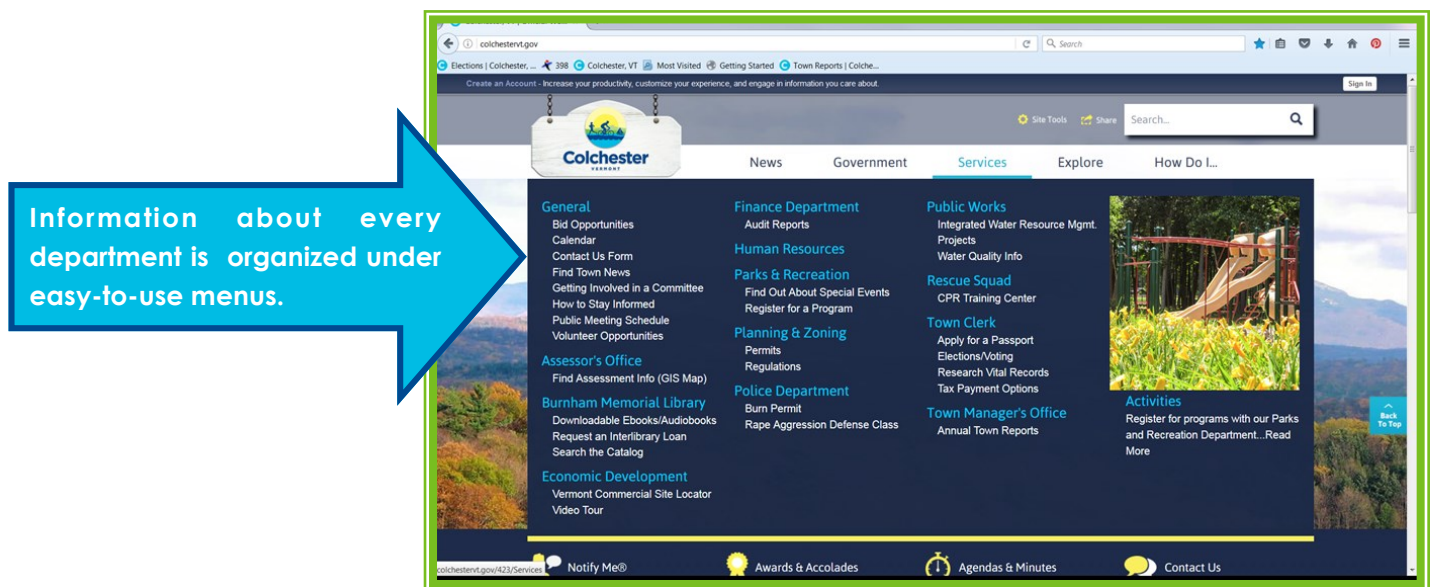 colchestervt.gov
Search
Elections | Colchester, ...
398
Colchester, VT
Most Visited
Getting Started
Town Reports | Colche...
Create an Account - Increase your productivity, customize your experience, and engage in information you care about.
Sign In
Site Tools
Share
Search...
Colchester
VERMONT
News
Government
Services
Explore
How Do I...
Information about every
department is organized under
easy-to-use menus.
General
Bid Opportunities
Calendar
Contact Us Form
Find Town News
Getting Involved in a Committee
How to Stay Informed
Public Meeting Schedule
Volunteer Opportunities
Assessor's Office
Find Assessment Info (GIS Map)
Burnham Memorial Library
Downloadable Ebooks/Audiobooks
Request an Interlibrary Loan
Search the Catalog
Economic Development
Vermont Commercial Site Locator
Video Tour
Finance Department
Audit Reports
Human Resources
Parks & Recreation
Find Out About Special Events
Register for a Program
Planning & Zoning
Permits
Regulations
Police Department
Burn Permit
Rape Aggression Defense Class
Public Works
Integrated Water Resource Mgmt.
Projects
Water Quality Info
Rescue Squad
CPR Training Center
Town Clerk
Apply for a Passport
Elections/Voting
Research Vital Records
Tax Payment Options
Town Manager's Office
Annual Town Reports
Activities
Register for programs with our Parks
and Recreation Department...Read
More
Back
To Top
colchestervt.gov/423/Services
Notify Me®
Awards & Accolades
Agendas & Minutes
Contact Us